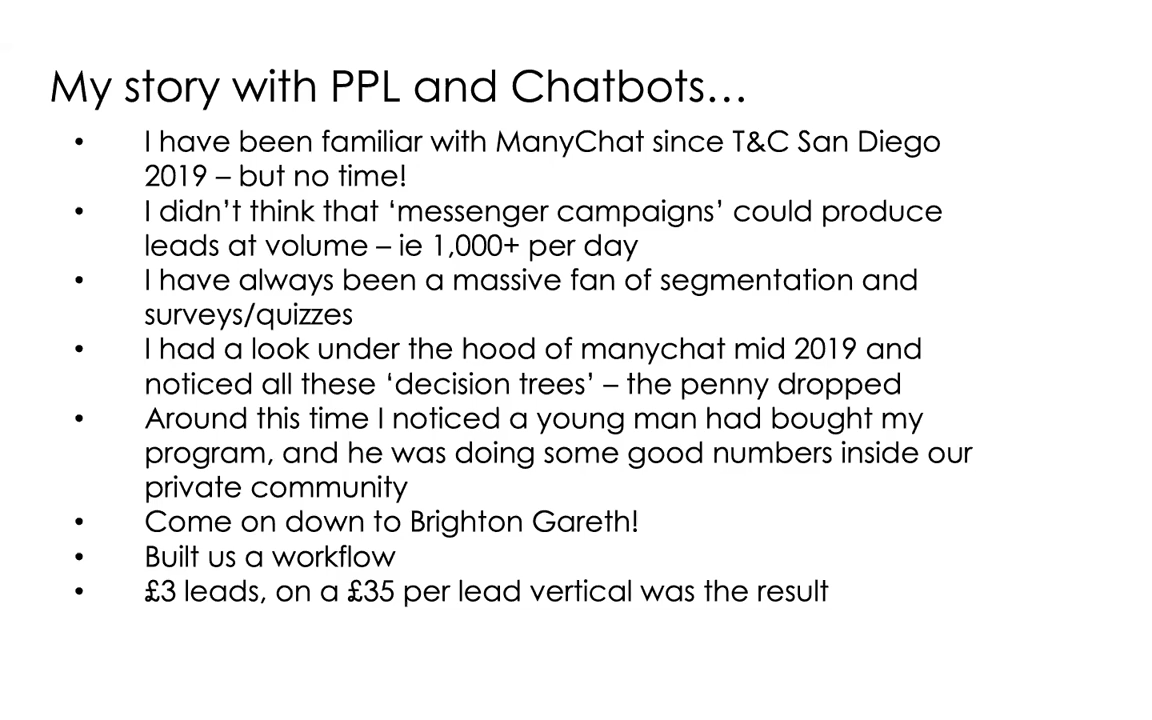 My story with PPL and Chatbots...
• I have been familiar with ManyChat since T&C San Diego
2019 – but no time!
• I didn’t think that ‘messenger campaigns’ could produce
leads at volume – ie 1,000+ per day
• I have always been a massive fan of segmentation and
surveys/quizzes
• I had a look under the hood of manychat mid 2019 and
noticed all these ‘decision trees’ – the penny dropped
• Around this time I noticed a young man had bought my
program, and he was doing some good numbers inside our
private community
• Come on down to Brighton Gareth!
• Built us a workflow
• £3 leads, on a £35 per lead vertical was the result